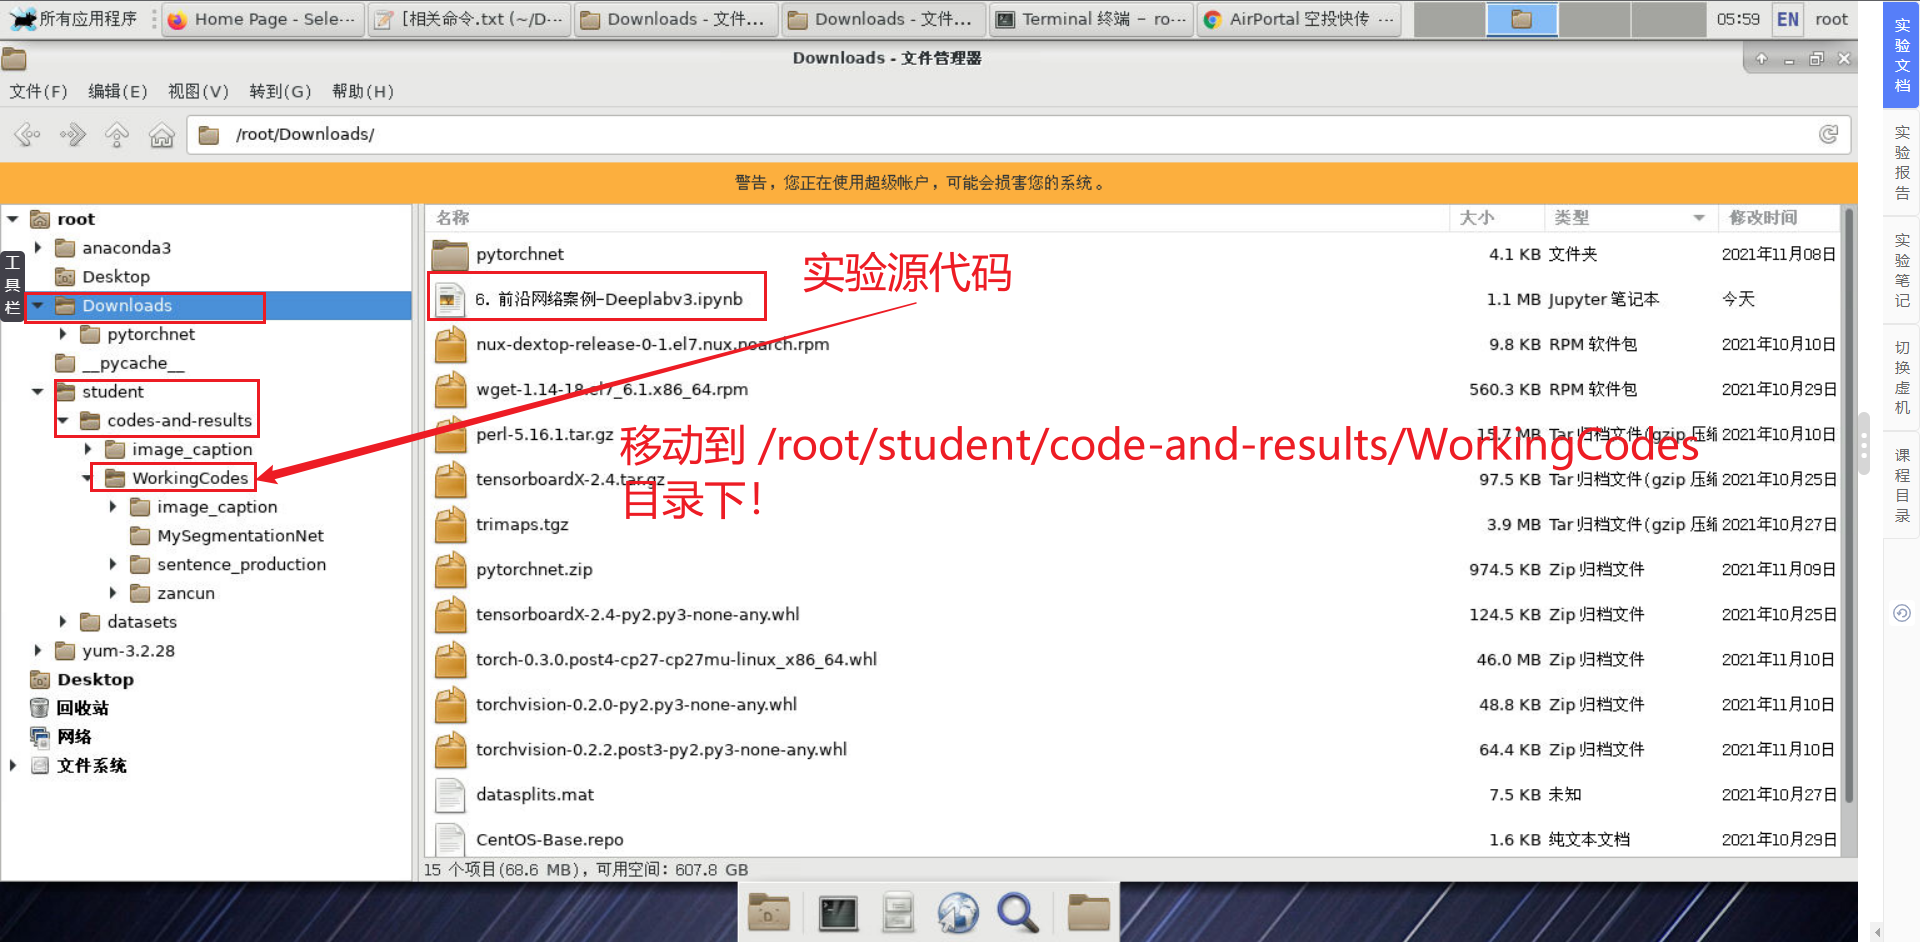 所有应用程序
Home Page - Sele···
[相关命令.txt (~/D···
Downloads - 文件...
Downloads - 文件...
Terminal 终端 - ro···
AirPortal 空投快传 ···
05:59
EN
root
Downloads - 文件管理器
文件(F) 编辑(E) 视图(V) 转到(G) 帮助(H)
/root/Downloads/
警告，您正在使用超级帐户，可能会损害您的系统。
工具栏
root
anaconda3
Desktop
Downloads
pytorchnet
__pycache__
student
codes-and-results
image_caption
WorkingCodes
image_caption
MySegmentationNet
sentence_production
zancun
datasets
yum-3.2.28
Desktop
回收站
网络
文件系统
名称 大小 类型 修改时间
pytorchnet 4.1 KB 文件夹 2021年11月08日
6. 前沿网络案例-Deeplabv3.ipynb 1.1 MB Jupyter 笔记本 今天
nux-dextop-release-0-1.el7.nux.noarch.rpm 9.8 KB RPM 软件包 2021年10月10日
wget-1.14-18.el7_6.1.x86_64.rpm 560.3 KB RPM 软件包 2021年10月29日
perl-5.16.1.tar.gz 15.7 MB Tar 归档文件(gzip 压缩 2021年10月10日
tensorboardX-2.4.tar.gz 97.5 KB Tar 归档文件(gzip 压缩 2021年10月25日
trimaps.tgz 3.9 MB Tar 归档文件(gzip 压缩 2021年10月27日
pytorchnet.zip 974.5 KB Zip 归档文件 2021年11月09日
tensorboardX-2.4-py2.py3-none-any.whl 124.5 KB Zip 归档文件 2021年10月25日
torch-0.3.0.post4-cp27-cp27mu-linux_x86_64.whl 46.0 MB Zip 归档文件 2021年11月10日
torchvision-0.2.0-py2.py3-none-any.whl 48.8 KB Zip 归档文件 2021年11月10日
torchvision-0.2.2.post3-py2.py3-none-any.whl 64.4 KB Zip 归档文件 2021年11月10日
datasplits.mat 7.5 KB 未知 2021年10月27日
CentOS-Base.repo 1.6 KB 纯文本文档 2021年10月29日
实验源代码
移动到 /root/student/code-and-results/WorkingCodes
目录下！
15 个项目(68.6 MB)，可用空间：607.8 GB
实验文档
实验报告
实验笔记
切换虚机
课程目录